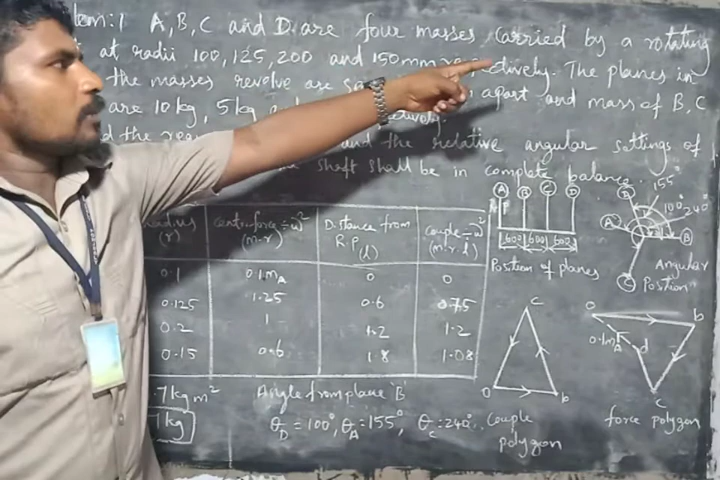 lem:1 A, B, C and D are four masses carried by a rotating
at radii 100, 125, 200 and 150mm
ctively. The planes in
the masses revolve are
apart and mass of B, C
are 10kg, 5kg
and the relative angular settings of
shaft shall be in complete balance.
radius (r) centri.force ÷ ω² (m·r) Distance from R.P (l) couple ÷ ω² (m·r·l)
0.1 0.1mA 0 0
0.125 1.25 0.6 0.75
0.2 1 1.2 1.2
0.15 0.6 1.8 1.08
A B C D
R.P
600 600 600
Position of planes
155°
100° 240°
D
A B
C
Angular
Position
c
o b
Couple
polygon
o b
0.1mA d
c
force polygon
.7 kg m²
7 kg
Angle from plane 'B'
θD = 100°, θA = 155°, θC = 240°.